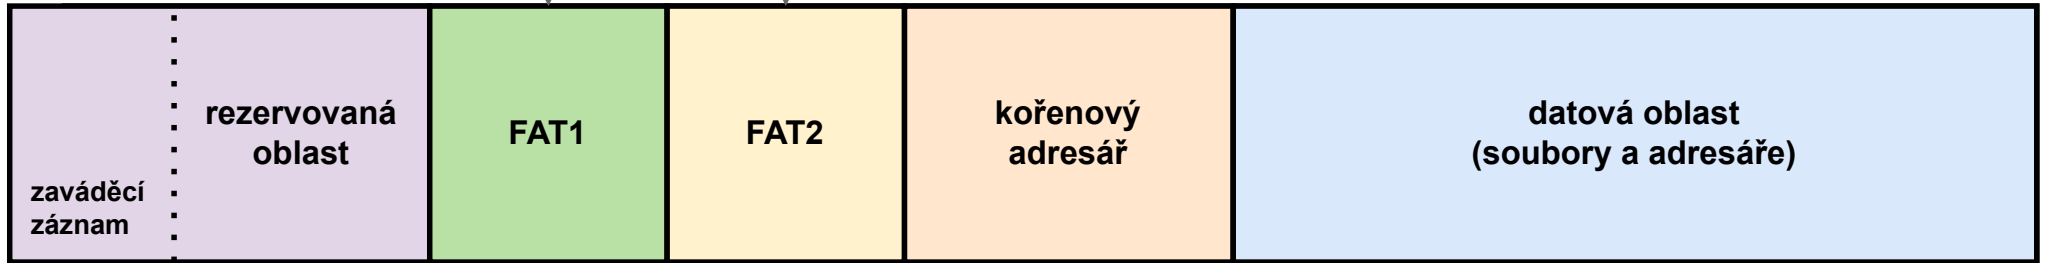 zaváděcí
záznam
rezervovaná
oblast
FAT1
FAT2
kořenový
adresář
datová oblast
(soubory a adresáře)